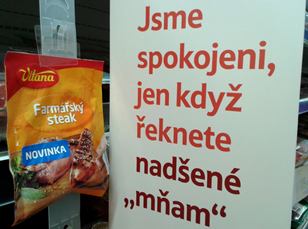 Vitana
Farmářský
steak
NOVINKA
Jsme
spokojeni,
jen když
řeknete
nadšené
„mňam“